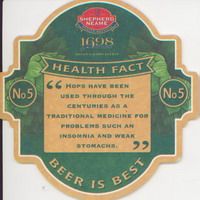 SHEPHERD
NEAME
1698
HEALTH FACT
No5
No5
“HOPS HAVE BEEN
USED THROUGH THE
CENTURIES AS A
TRADITIONAL MEDICINE FOR
PROBLEMS SUCH AN
INSOMNIA AND WEAK
STOMACHS.”
BEER IS BEST